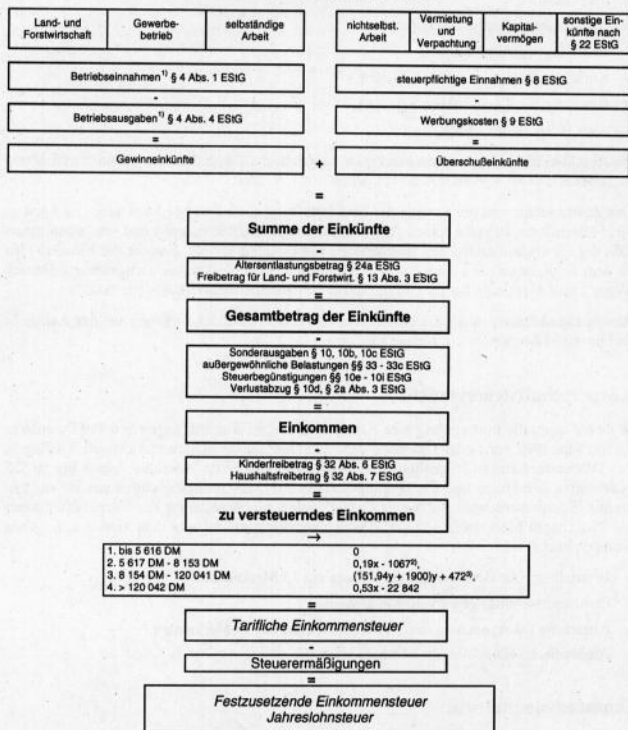 Land- und
Forstwirtschaft
Gewerbe-
betrieb
selbständige
Arbeit
nichtselbst.
Arbeit
Vermietung
und
Verpachtung
Kapital-
vermögen
sonstige Ein-
künfte nach
§ 22 EStG
Betriebseinnahmen¹⁾ § 4 Abs. 1 EStG
steuerpflichtige Einnahmen § 8 EStG
-
-
Betriebsausgaben¹⁾ § 4 Abs. 4 EStG
Werbungskosten § 9 EStG
=
=
Gewinneinkünfte
+
Überschußeinkünfte
=
Summe der Einkünfte
-
Altersentlastungsbetrag § 24a EStG
Freibetrag für Land- und Forstwirt. § 13 Abs. 3 EStG
=
Gesamtbetrag der Einkünfte
-
Sonderausgaben § 10, 10b, 10c EStG
außergewöhnliche Belastungen §§ 33 - 33c EStG
Steuerbegünstigungen §§ 10e - 10i EStG
Verlustabzug § 10d, § 2a Abs. 3 EStG
=
Einkommen
-
Kinderfreibetrag § 32 Abs. 6 EStG
Haushaltsfreibetrag § 32 Abs. 7 EStG
=
zu versteuerndes Einkommen
→
1. bis 5 616 DM 0
2. 5 617 DM - 8 153 DM 0,19x - 1067²⁾,
3. 8 154 DM - 120 041 DM (151,94y + 1900)y + 472³⁾,
4. > 120 042 DM 0,53x - 22 842
=
Tarifliche Einkommensteuer
-
Steuerermäßigungen
=
Festzusetzende Einkommensteuer
Jahreslohnsteuer